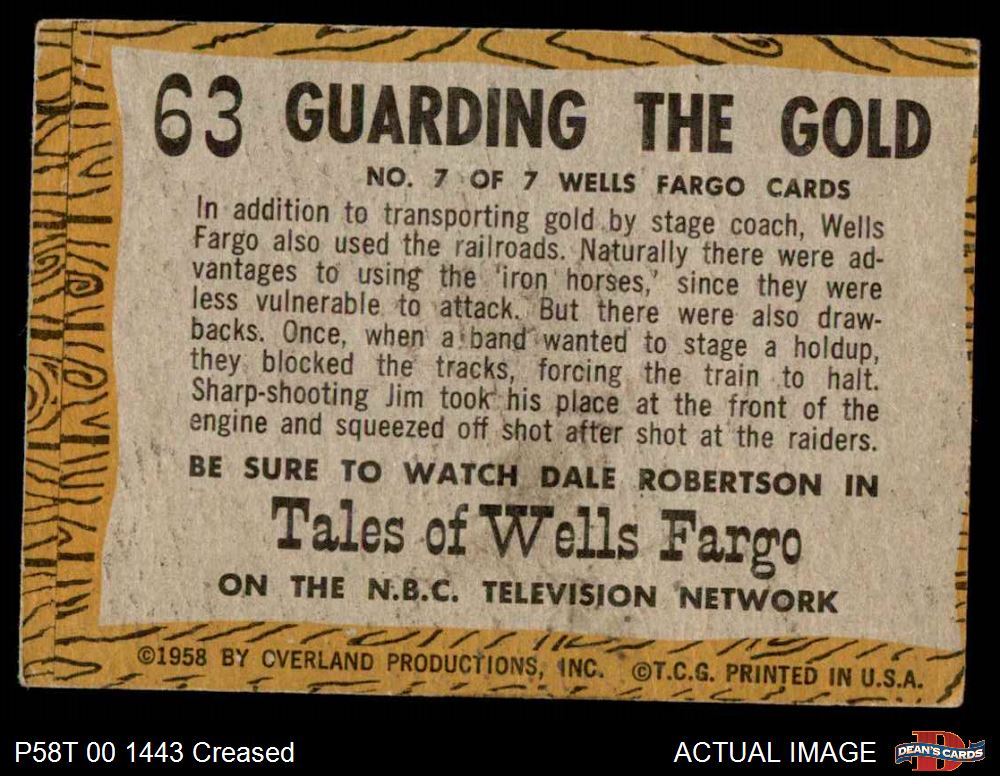 63 GUARDING THE GOLD
NO. 7 OF 7 WELLS FARGO CARDS
In addition to transporting gold by stage coach, Wells
Fargo also used the railroads. Naturally there were ad-
vantages to using the 'iron horses,' since they were
less vulnerable to attack. But there were also draw-
backs. Once, when a band wanted to stage a holdup,
they blocked the tracks, forcing the train to halt.
Sharp-shooting Jim took his place at the front of the
engine and squeezed off shot after shot at the raiders.
BE SURE TO WATCH DALE ROBERTSON IN
Tales of Wells Fargo
ON THE N.B.C. TELEVISION NETWORK
©1958 BY OVERLAND PRODUCTIONS, INC. ©T.C.G. PRINTED IN U.S.A.
P58T 00 1443 Creased
ACTUAL IMAGE
DEAN'S CARDS